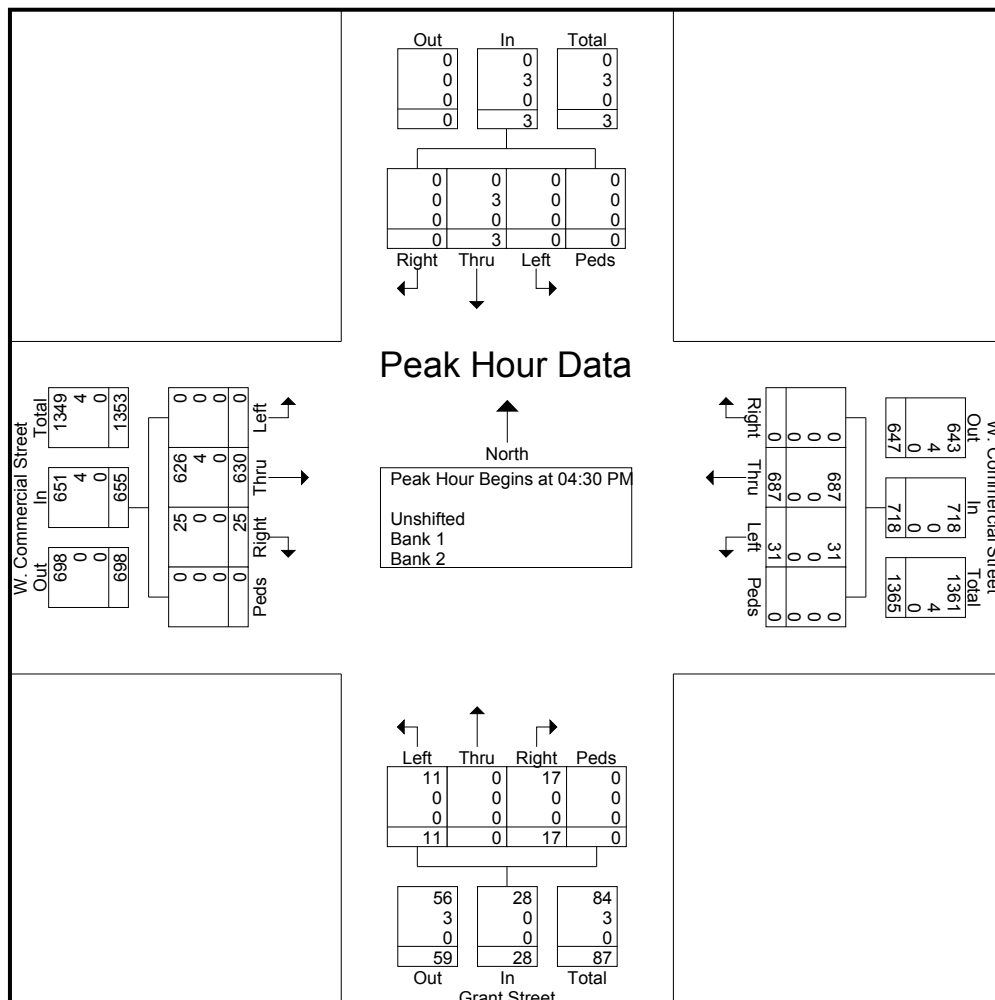 Out In Total
0 0 0
0 3 3
0 0 0
0 3 3
0 0 0 0
0 3 0 0
0 0 0 0
0 3 0 0
Right Thru Left Peds
Peak Hour Data
North
Peak Hour Begins at 04:30 PM
Unshifted
Bank 1
Bank 2
W. Commercial Street
Total In Out
1349 651 698
4 4 0
0 0 0
1353 655 698
0 626 25 0
0 4 0 0
0 0 0 0
0 630 25 0
Left Thru Right Peds
W. Commercial Street
Out In Total
643 718 1361
4 0 4
0 0 0
647 718 1365
0 687 31 0
0 0 0 0
0 0 0 0
0 687 31 0
Right Thru Left Peds
Left Thru Right Peds
11 0 17 0
0 0 0 0
0 0 0 0
11 0 17 0
56 28 84
3 0 3
0 0 0
59 28 87
Out In Total
Grant Street